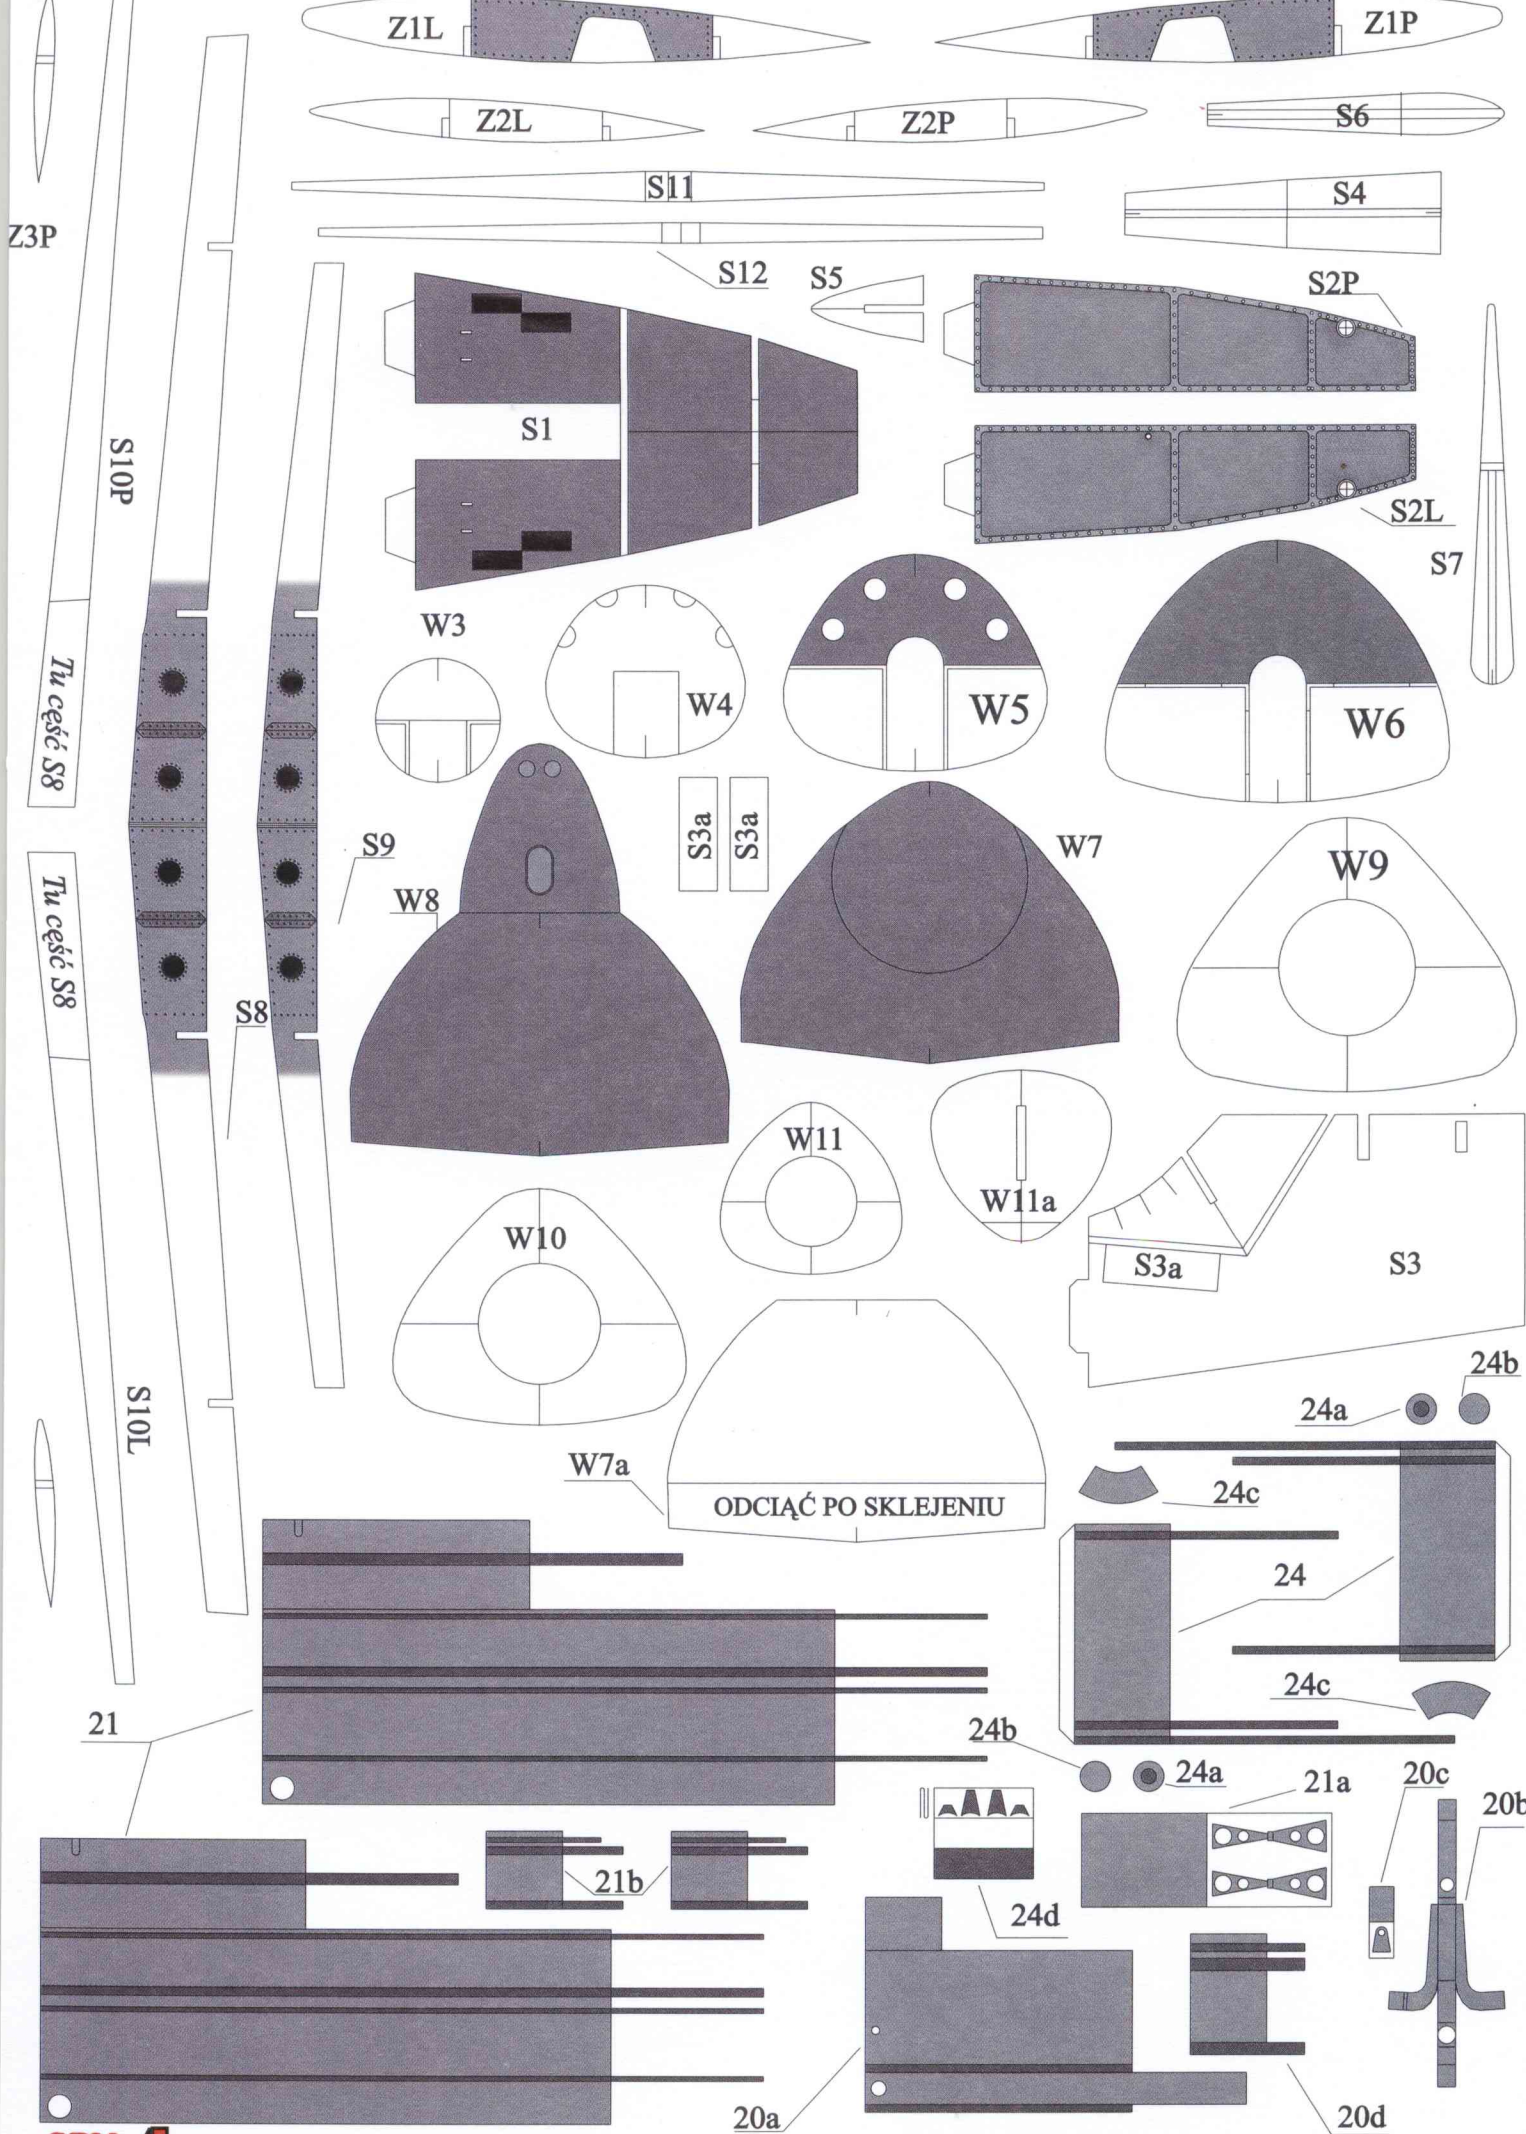 Z1L
Z1P
Z2L
Z2P
S6
S11
S4
Z3P
S12
S5
S2P
S10P
S1
S2L
S7
W3
W4
W5
W6
Tu cęść S8
S3a
S3a
W7
S9
W8
W9
Tu cęść S8
S8
W11
W11a
W10
S3a
S3
24b
24a
S10L
W7a
24c
ODCIĄĆ PO SKLEJENIU
24
24c
21
24b
24a
21a
20c
20b
21b
24d
20a
20d